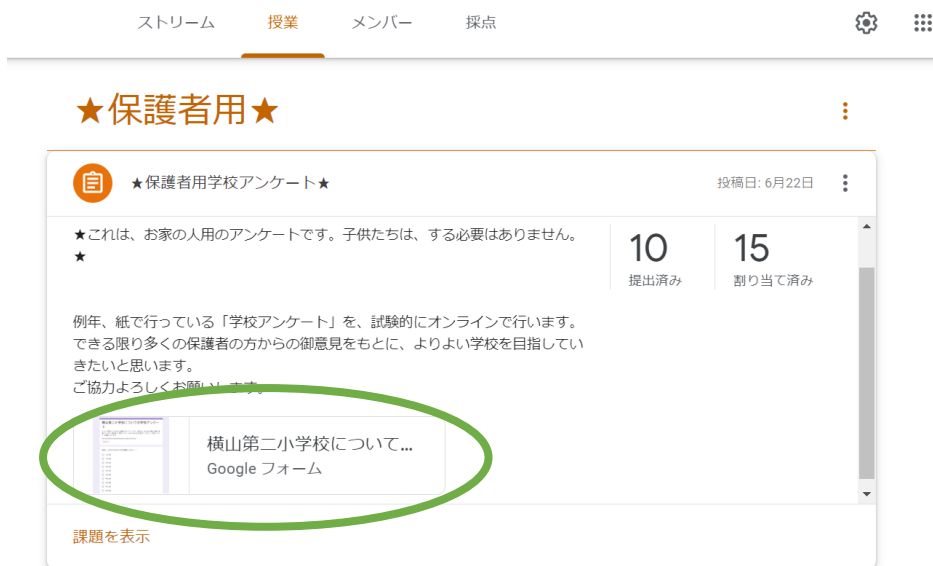 ストリーム 授業 メンバー 採点
★保護者用★
★保護者用学校アンケート★ 投稿日: 6月22日
★これは、お家の人用のアンケートです。子供たちは、する必要はありません。
★
10 15
提出済み 割り当て済み
例年、紙で行っている「学校アンケート」を、試験的にオンラインで行います。
できる限り多くの保護者の方からの御意見をもとに、よりよい学校を目指してい
きたいと思います。
ご協力よろしくお願いします。
横山第二小学校について...
Google フォーム
課題を表示